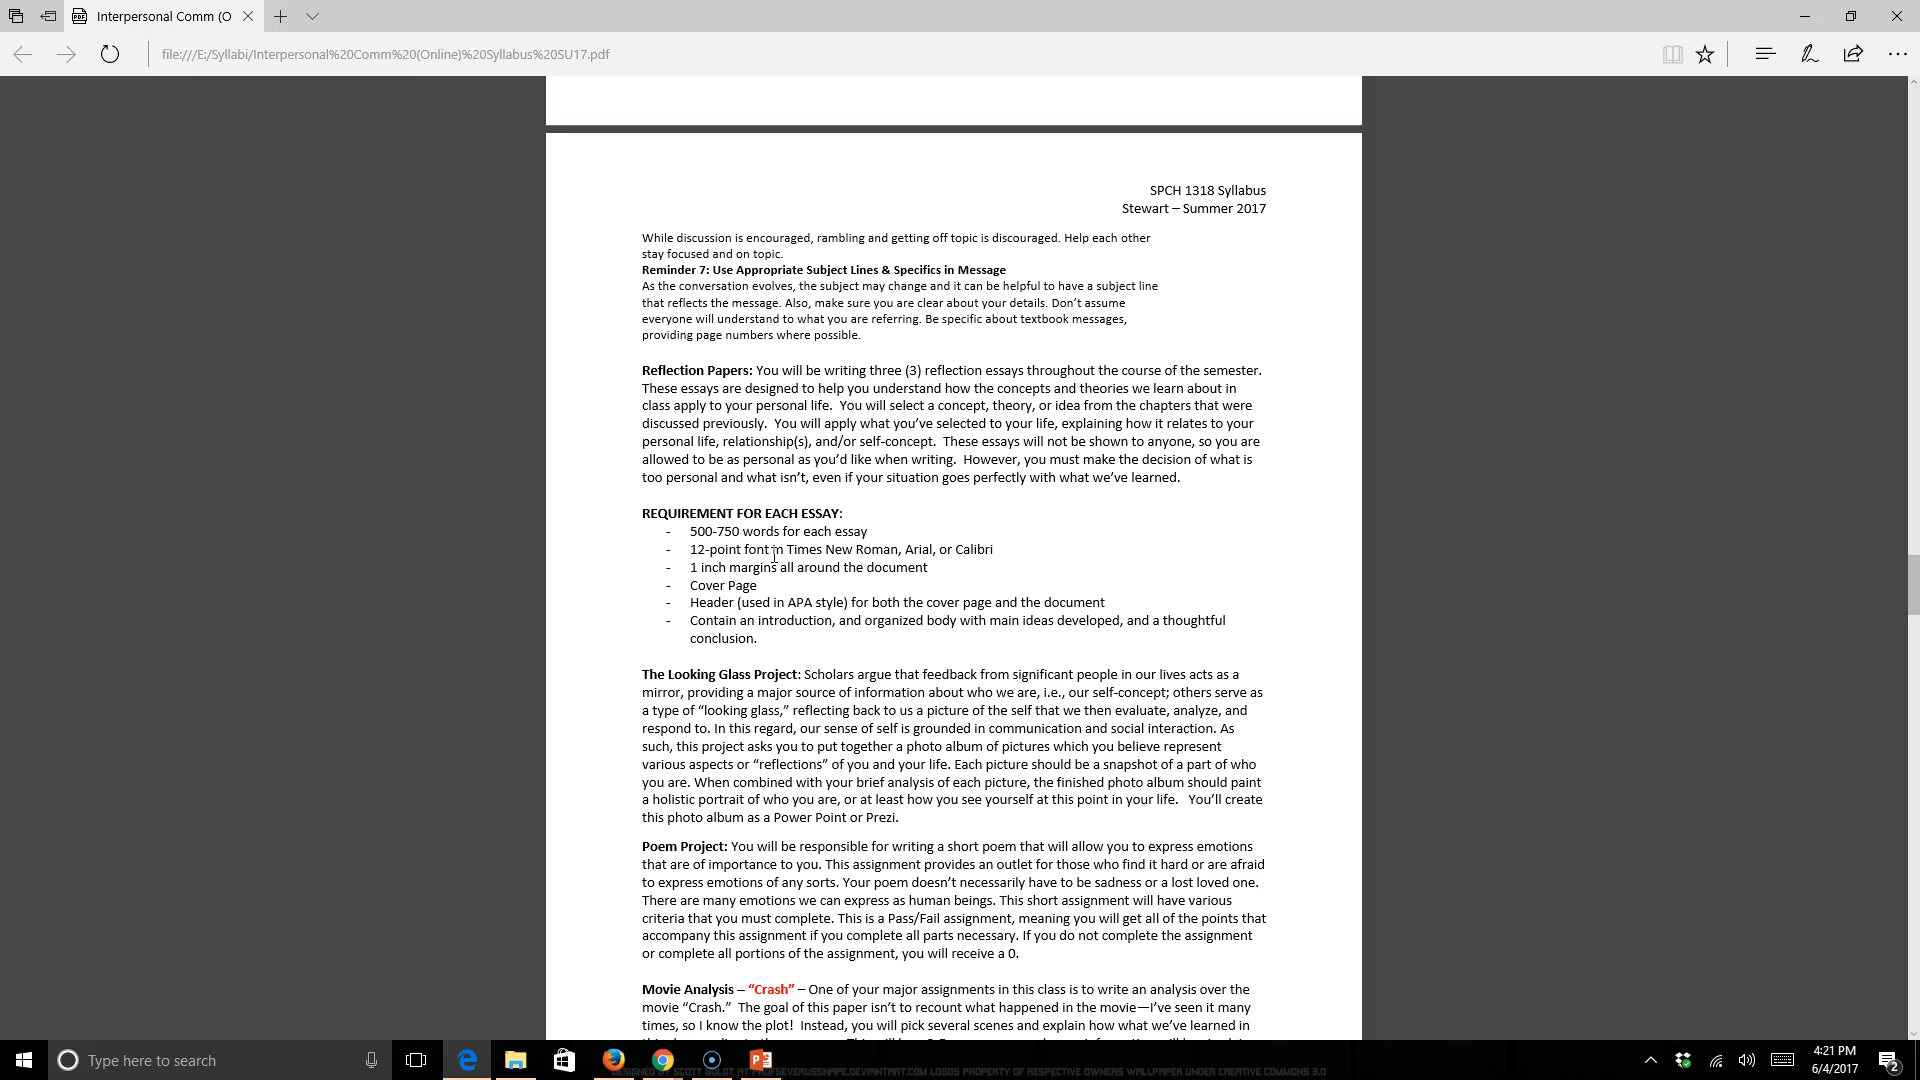 Interpersonal Comm (O
file:///E:/Syllabi/Interpersonal%20Comm%20(Online)%20Syllabus%20SU17.pdf
SPCH 1318 Syllabus
Stewart – Summer 2017
While discussion is encouraged, rambling and getting off topic is discouraged. Help each other
stay focused and on topic.
Reminder 7: Use Appropriate Subject Lines & Specifics in Message
As the conversation evolves, the subject may change and it can be helpful to have a subject line
that reflects the message. Also, make sure you are clear about your details. Don’t assume
everyone will understand to what you are referring. Be specific about textbook messages,
providing page numbers where possible.
Reflection Papers: You will be writing three (3) reflection essays throughout the course of the semester.
These essays are designed to help you understand how the concepts and theories we learn about in
class apply to your personal life.  You will select a concept, theory, or idea from the chapters that were
discussed previously.  You will apply what you’ve selected to your life, explaining how it relates to your
personal life, relationship(s), and/or self-concept.  These essays will not be shown to anyone, so you are
allowed to be as personal as you’d like when writing.  However, you must make the decision of what is
too personal and what isn’t, even if your situation goes perfectly with what we’ve learned.
REQUIREMENT FOR EACH ESSAY:
- 500-750 words for each essay
- 12-point font in Times New Roman, Arial, or Calibri
- 1 inch margins all around the document
- Cover Page
- Header (used in APA style) for both the cover page and the document
- Contain an introduction, and organized body with main ideas developed, and a thoughtful
conclusion.
The Looking Glass Project: Scholars argue that feedback from significant people in our lives acts as a
mirror, providing a major source of information about who we are, i.e., our self-concept; others serve as
a type of “looking glass,” reflecting back to us a picture of the self that we then evaluate, analyze, and
respond to. In this regard, our sense of self is grounded in communication and social interaction. As
such, this project asks you to put together a photo album of pictures which you believe represent
various aspects or “reflections” of you and your life. Each picture should be a snapshot of a part of who
you are. When combined with your brief analysis of each picture, the finished photo album should paint
a holistic portrait of who you are, or at least how you see yourself at this point in your life.   You’ll create
this photo album as a Power Point or Prezi.
Poem Project: You will be responsible for writing a short poem that will allow you to express emotions
that are of importance to you. This assignment provides an outlet for those who find it hard or are afraid
to express emotions of any sorts. Your poem doesn’t necessarily have to be sadness or a lost loved one.
There are many emotions we can express as human beings. This short assignment will have various
criteria that you must complete. This is a Pass/Fail assignment, meaning you will get all of the points that
accompany this assignment if you complete all parts necessary. If you do not complete the assignment
or complete all portions of the assignment, you will receive a 0.
Movie Analysis – “Crash” – One of your major assignments in this class is to write an analysis over the
movie “Crash.”  The goal of this paper isn’t to recount what happened in the movie—I’ve seen it many
times, so I know the plot!  Instead, you will pick several scenes and explain how what we’ve learned in
Type here to search
4:21 PM
6/4/2017
2
DESIGNED BY SCOTT BULDT AT PROFSEVERUSSNAPE.DEVIANTART.COM LOGOS PROPERTY OF RESPECTIVE OWNERS WALLPAPER UNDER CREATIVE COMMONS 3.0